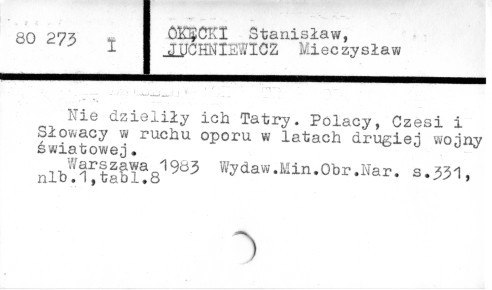 80 273 I
OKĘCKI Stanisław,
JUCHNIEWICZ Mieczysław
Nie dzieliły ich Tatry. Polacy, Czesi i
Słowacy w ruchu oporu w latach drugiej wojny
światowej.
Warszawa 1983 Wydaw.Min.Obr.Nar. s.331,
nlb.1,tabl.8